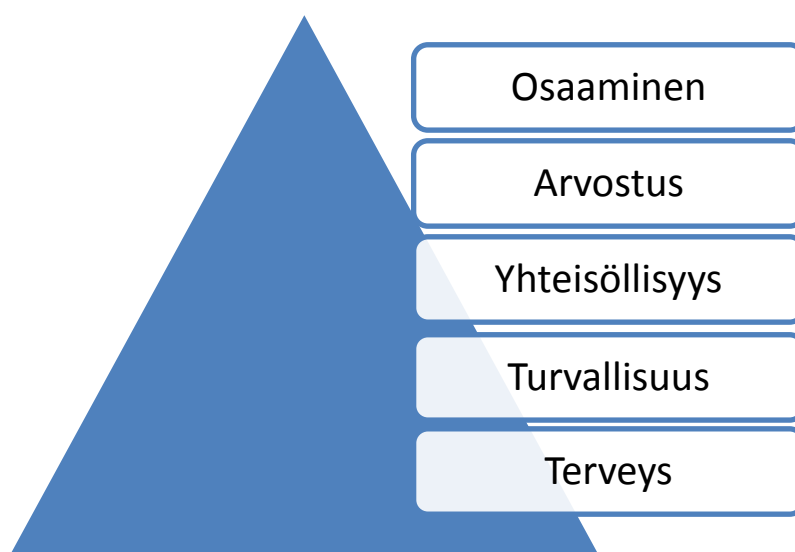 Osaaminen
Arvostus
Yhteisöllisyys
Turvallisuus
Terveys